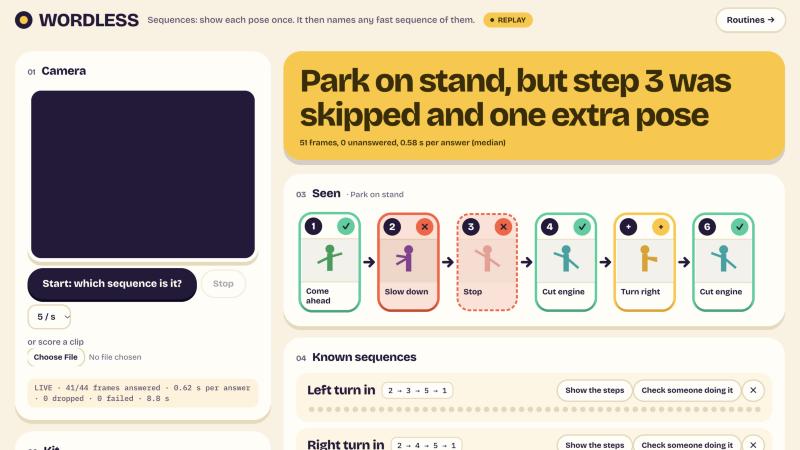 WORDLESS Sequences: show each pose once. It then names any fast sequence of them. • REPLAY Routines →
01 Camera
Start: which sequence is it? Stop
5 / s
or score a clip
Choose File No file chosen
LIVE · 41/44 frames answered · 0.62 s per answer
· 0 dropped · 0 failed · 8.8 s
Park on stand, but step 3 was
skipped and one extra pose
51 frames, 0 unanswered, 0.58 s per answer (median)
03 Seen · Park on stand
1 ✓ 2 ✕ 3 ✕ 4 ✓ + + 6 ✓
Come
ahead
Slow down
Stop
Cut engine
Turn right
Cut engine
04 Known sequences
Left turn in 2 → 3 → 5 → 1 Show the steps Check someone doing it ✕
Right turn in 2 → 4 → 5 → 1 Show the steps Check someone doing it ✕